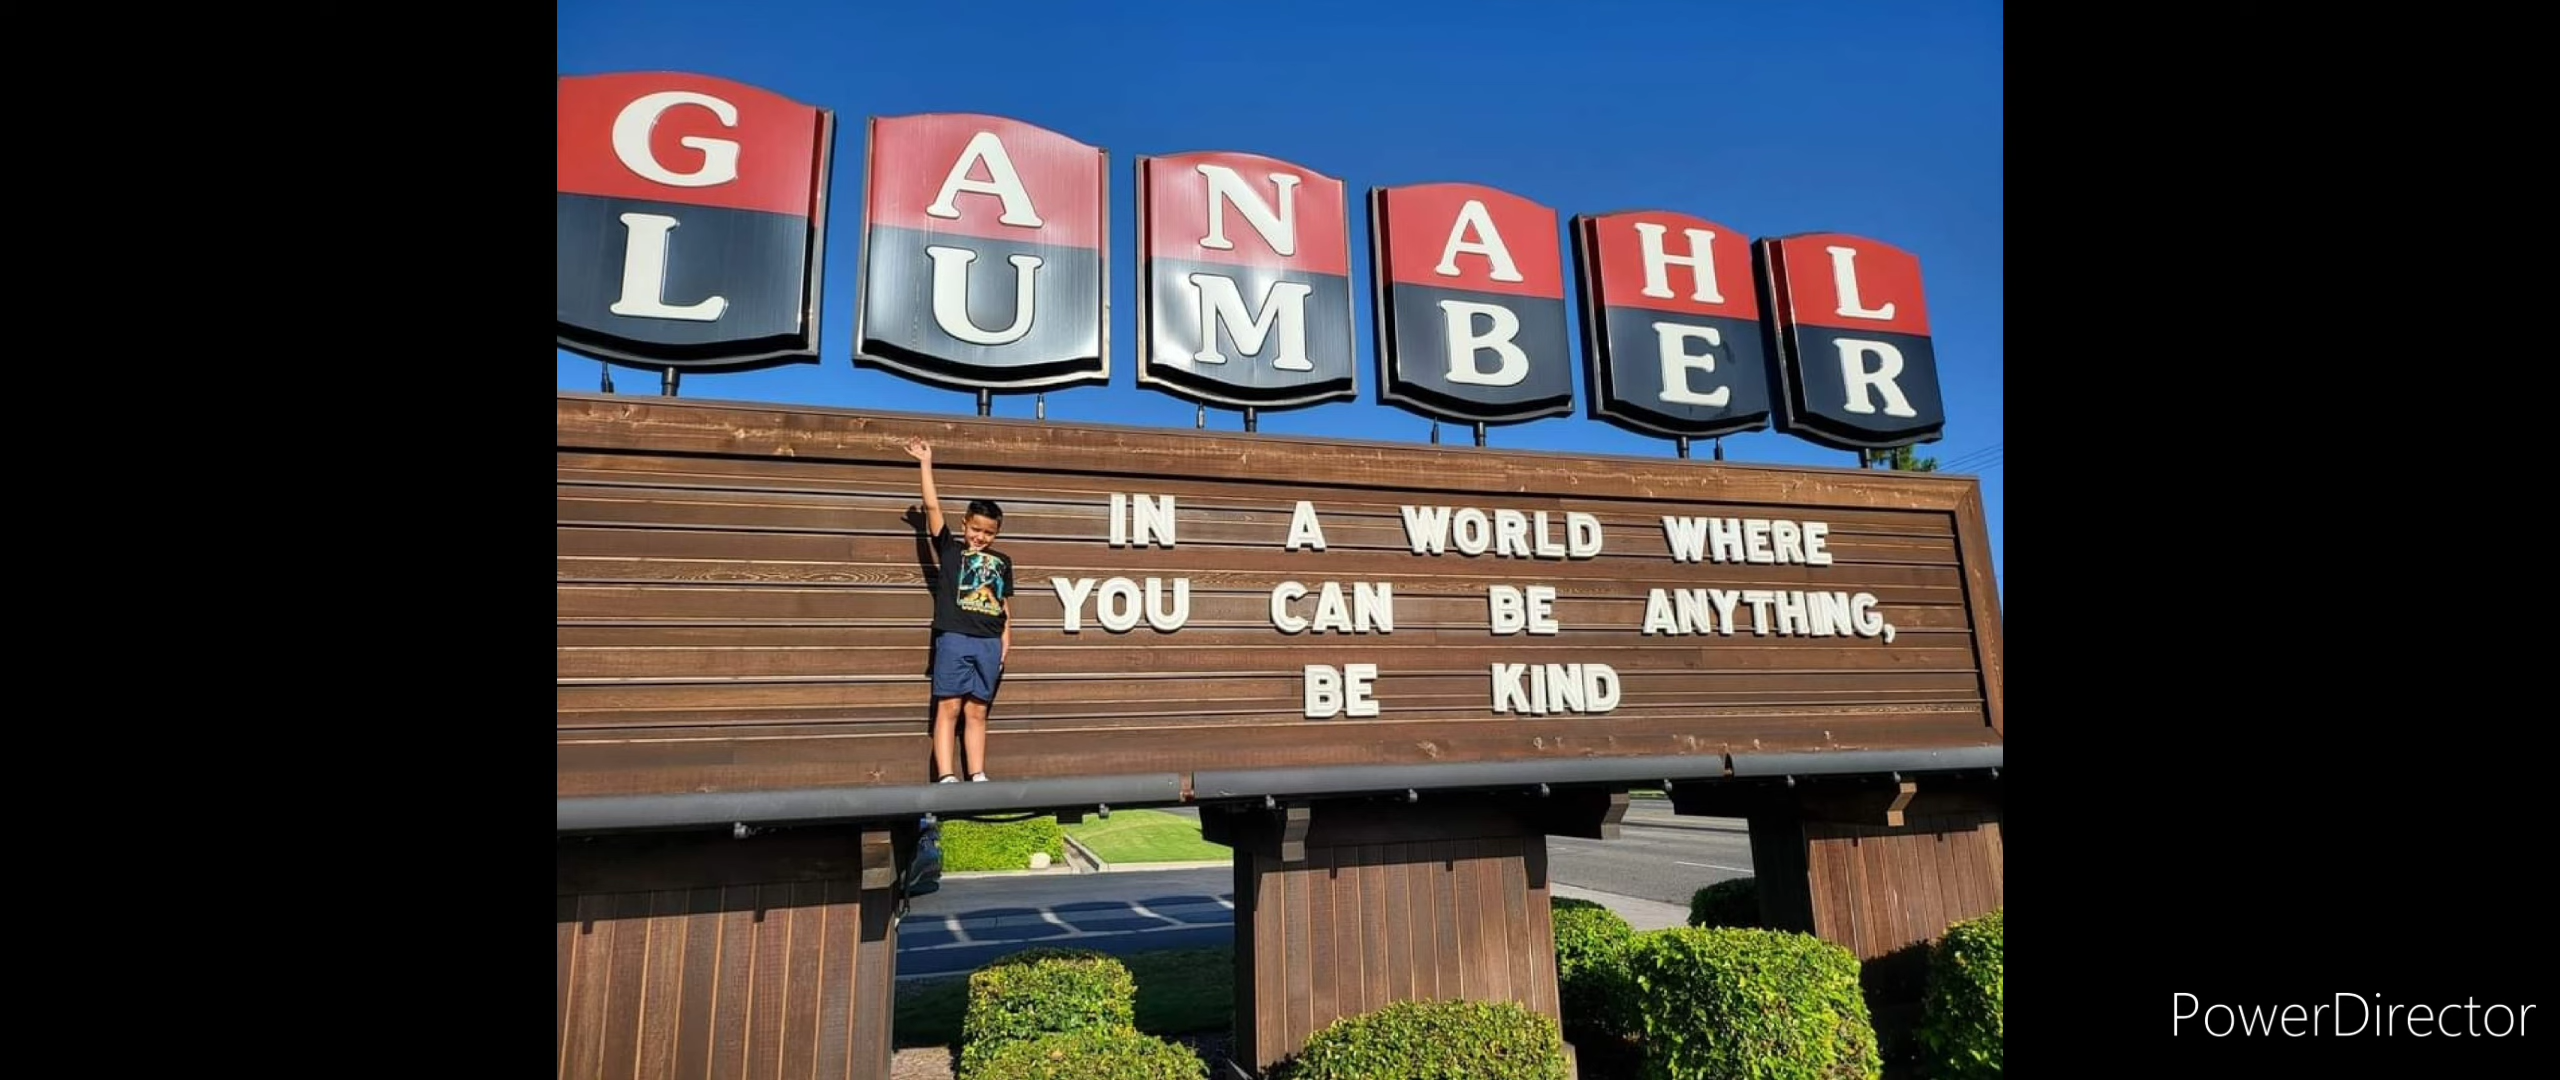 GANAHL
LUMBER
IN A WORLD WHERE
YOU CAN BE ANYTHING,
BE KIND
PowerDirector